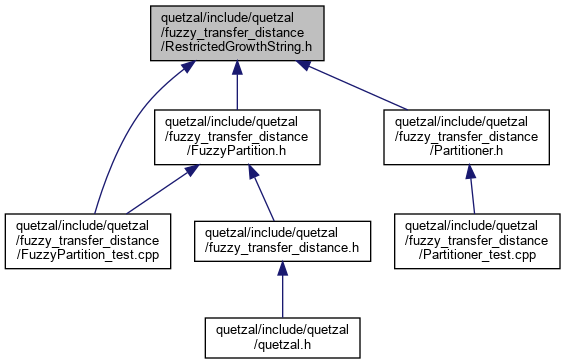 quetzal/include/quetzal
/fuzzy_transfer_distance
/RestrictedGrowthString.h
quetzal/include/quetzal
/fuzzy_transfer_distance
/FuzzyPartition.h
quetzal/include/quetzal
/fuzzy_transfer_distance
/Partitioner.h
quetzal/include/quetzal
/fuzzy_transfer_distance
/FuzzyPartition_test.cpp
quetzal/include/quetzal
/fuzzy_transfer_distance.h
quetzal/include/quetzal
/fuzzy_transfer_distance
/Partitioner_test.cpp
quetzal/include/quetzal
/quetzal.h